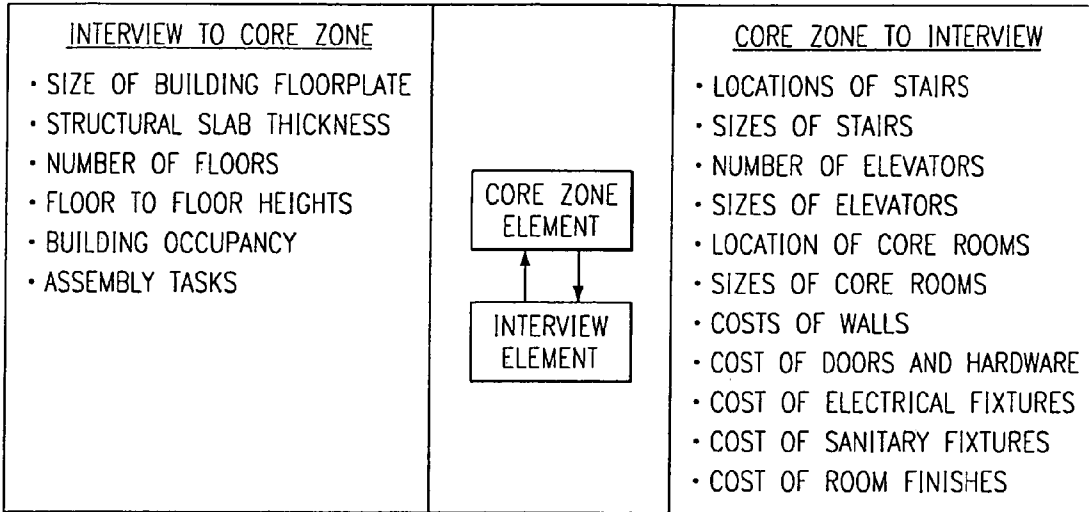 INTERVIEW TO CORE ZONE
· SIZE OF BUILDING FLOORPLATE
· STRUCTURAL SLAB THICKNESS
· NUMBER OF FLOORS
· FLOOR TO FLOOR HEIGHTS
· BUILDING OCCUPANCY
· ASSEMBLY TASKS
CORE ZONE
ELEMENT
INTERVIEW
ELEMENT
CORE ZONE TO INTERVIEW
· LOCATIONS OF STAIRS
· SIZES OF STAIRS
· NUMBER OF ELEVATORS
· SIZES OF ELEVATORS
· LOCATION OF CORE ROOMS
· SIZES OF CORE ROOMS
· COSTS OF WALLS
· COST OF DOORS AND HARDWARE
· COST OF ELECTRICAL FIXTURES
· COST OF SANITARY FIXTURES
· COST OF ROOM FINISHES